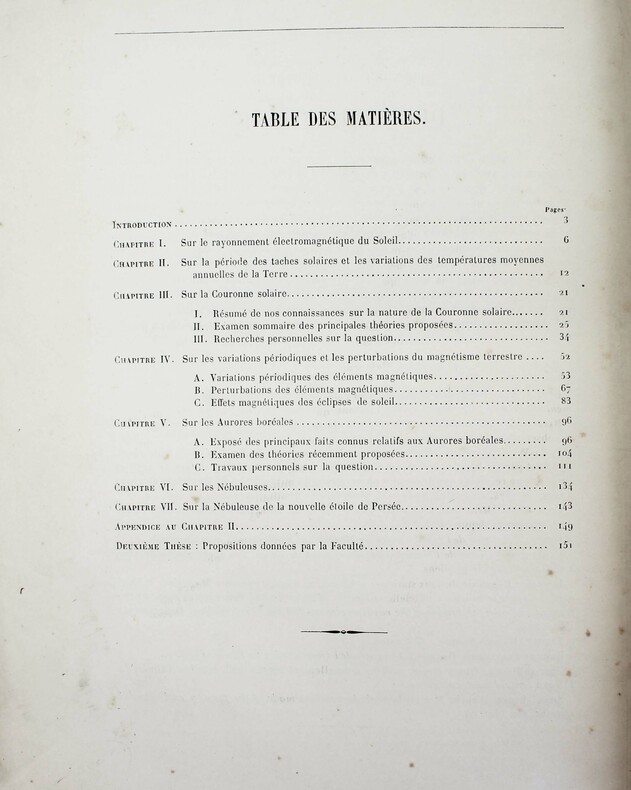 TABLE DES MATIÈRES.
Pages.
INTRODUCTION 3
CHAPITRE I. Sur le rayonnement électromagnétique du Soleil 6
CHAPITRE II. Sur la période des taches solaires et les variations des températures moyennes
annuelles de la Terre 12
CHAPITRE III. Sur la Couronne solaire 21
I. Résumé de nos connaissances sur la nature de la Couronne solaire 21
II. Examen sommaire des principales théories proposées 25
III. Recherches personnelles sur la question 34
CHAPITRE IV. Sur les variations périodiques et les perturbations du magnétisme terrestre 52
A. Variations périodiques des éléments magnétiques 53
B. Perturbations des éléments magnétiques 67
C. Effets magnétiques des éclipses de soleil 83
CHAPITRE V. Sur les Aurores boréales 96
A. Exposé des principaux faits connus relatifs aux Aurores boréales 96
B. Examen des théories récemment proposées 104
C. Travaux personnels sur la question 111
CHAPITRE VI. Sur les Nébuleuses 134
CHAPITRE VII. Sur la Nébuleuse de la nouvelle étoile de Persée 143
APPENDICE AU CHAPITRE II 149
DEUXIÈME THÈSE : Propositions données par la Faculté 151